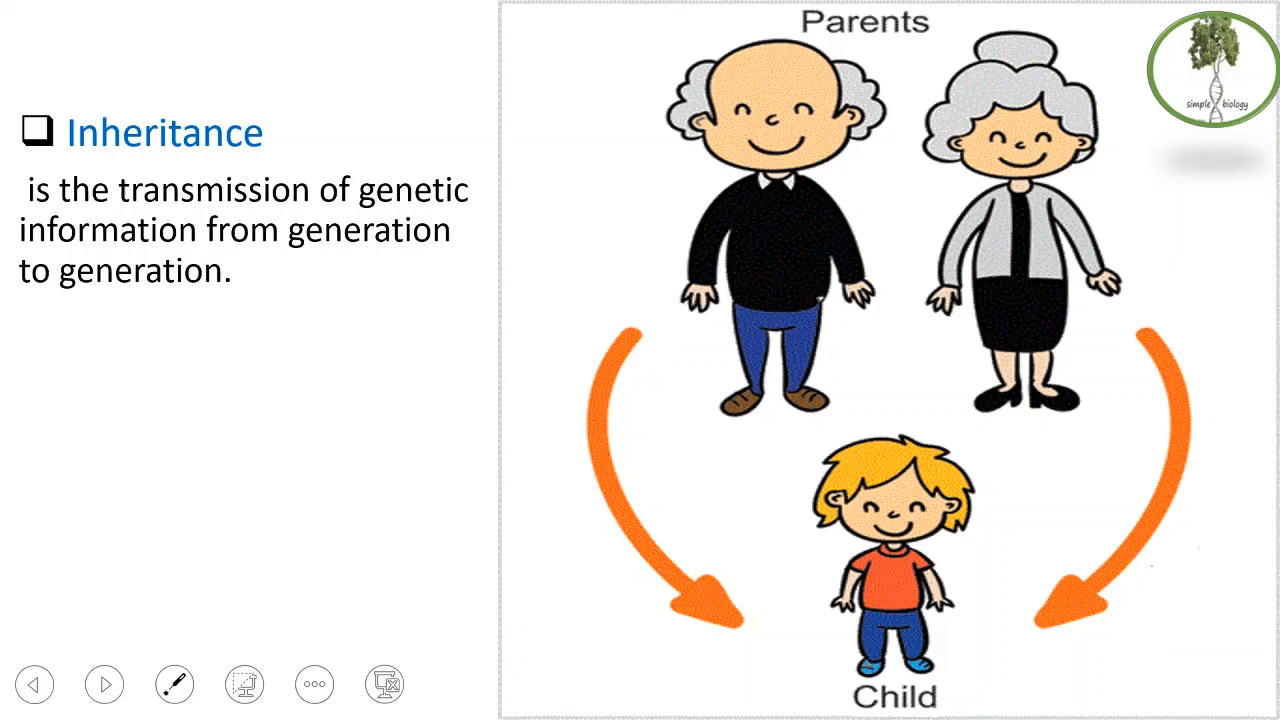 Parents
simple biology
Inheritance
is the transmission of genetic
information from generation
to generation.
Child